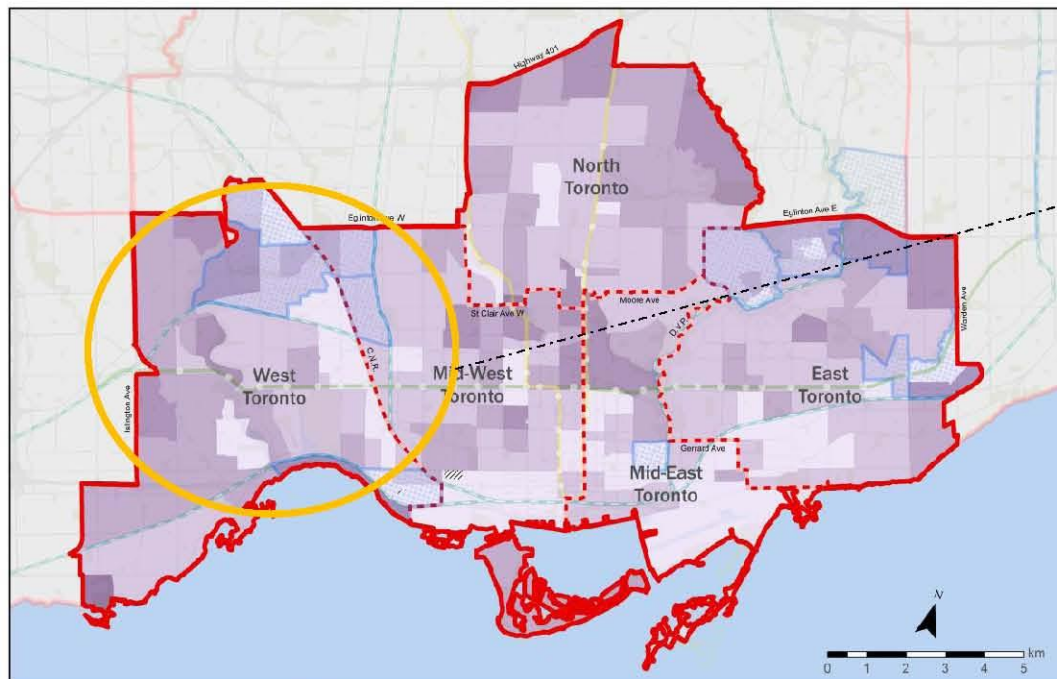 Highway 401
North
Toronto
Eglinton Ave W
Eglinton Ave E
St Clair Ave W
Moore Ave
D.V.P.
C.N.R.
Warden Ave
Islington Ave
West
Toronto
Mid-West
Toronto
East
Toronto
Gerrard Ave
Mid-East
Toronto
N
km
0 1 2 3 4 5